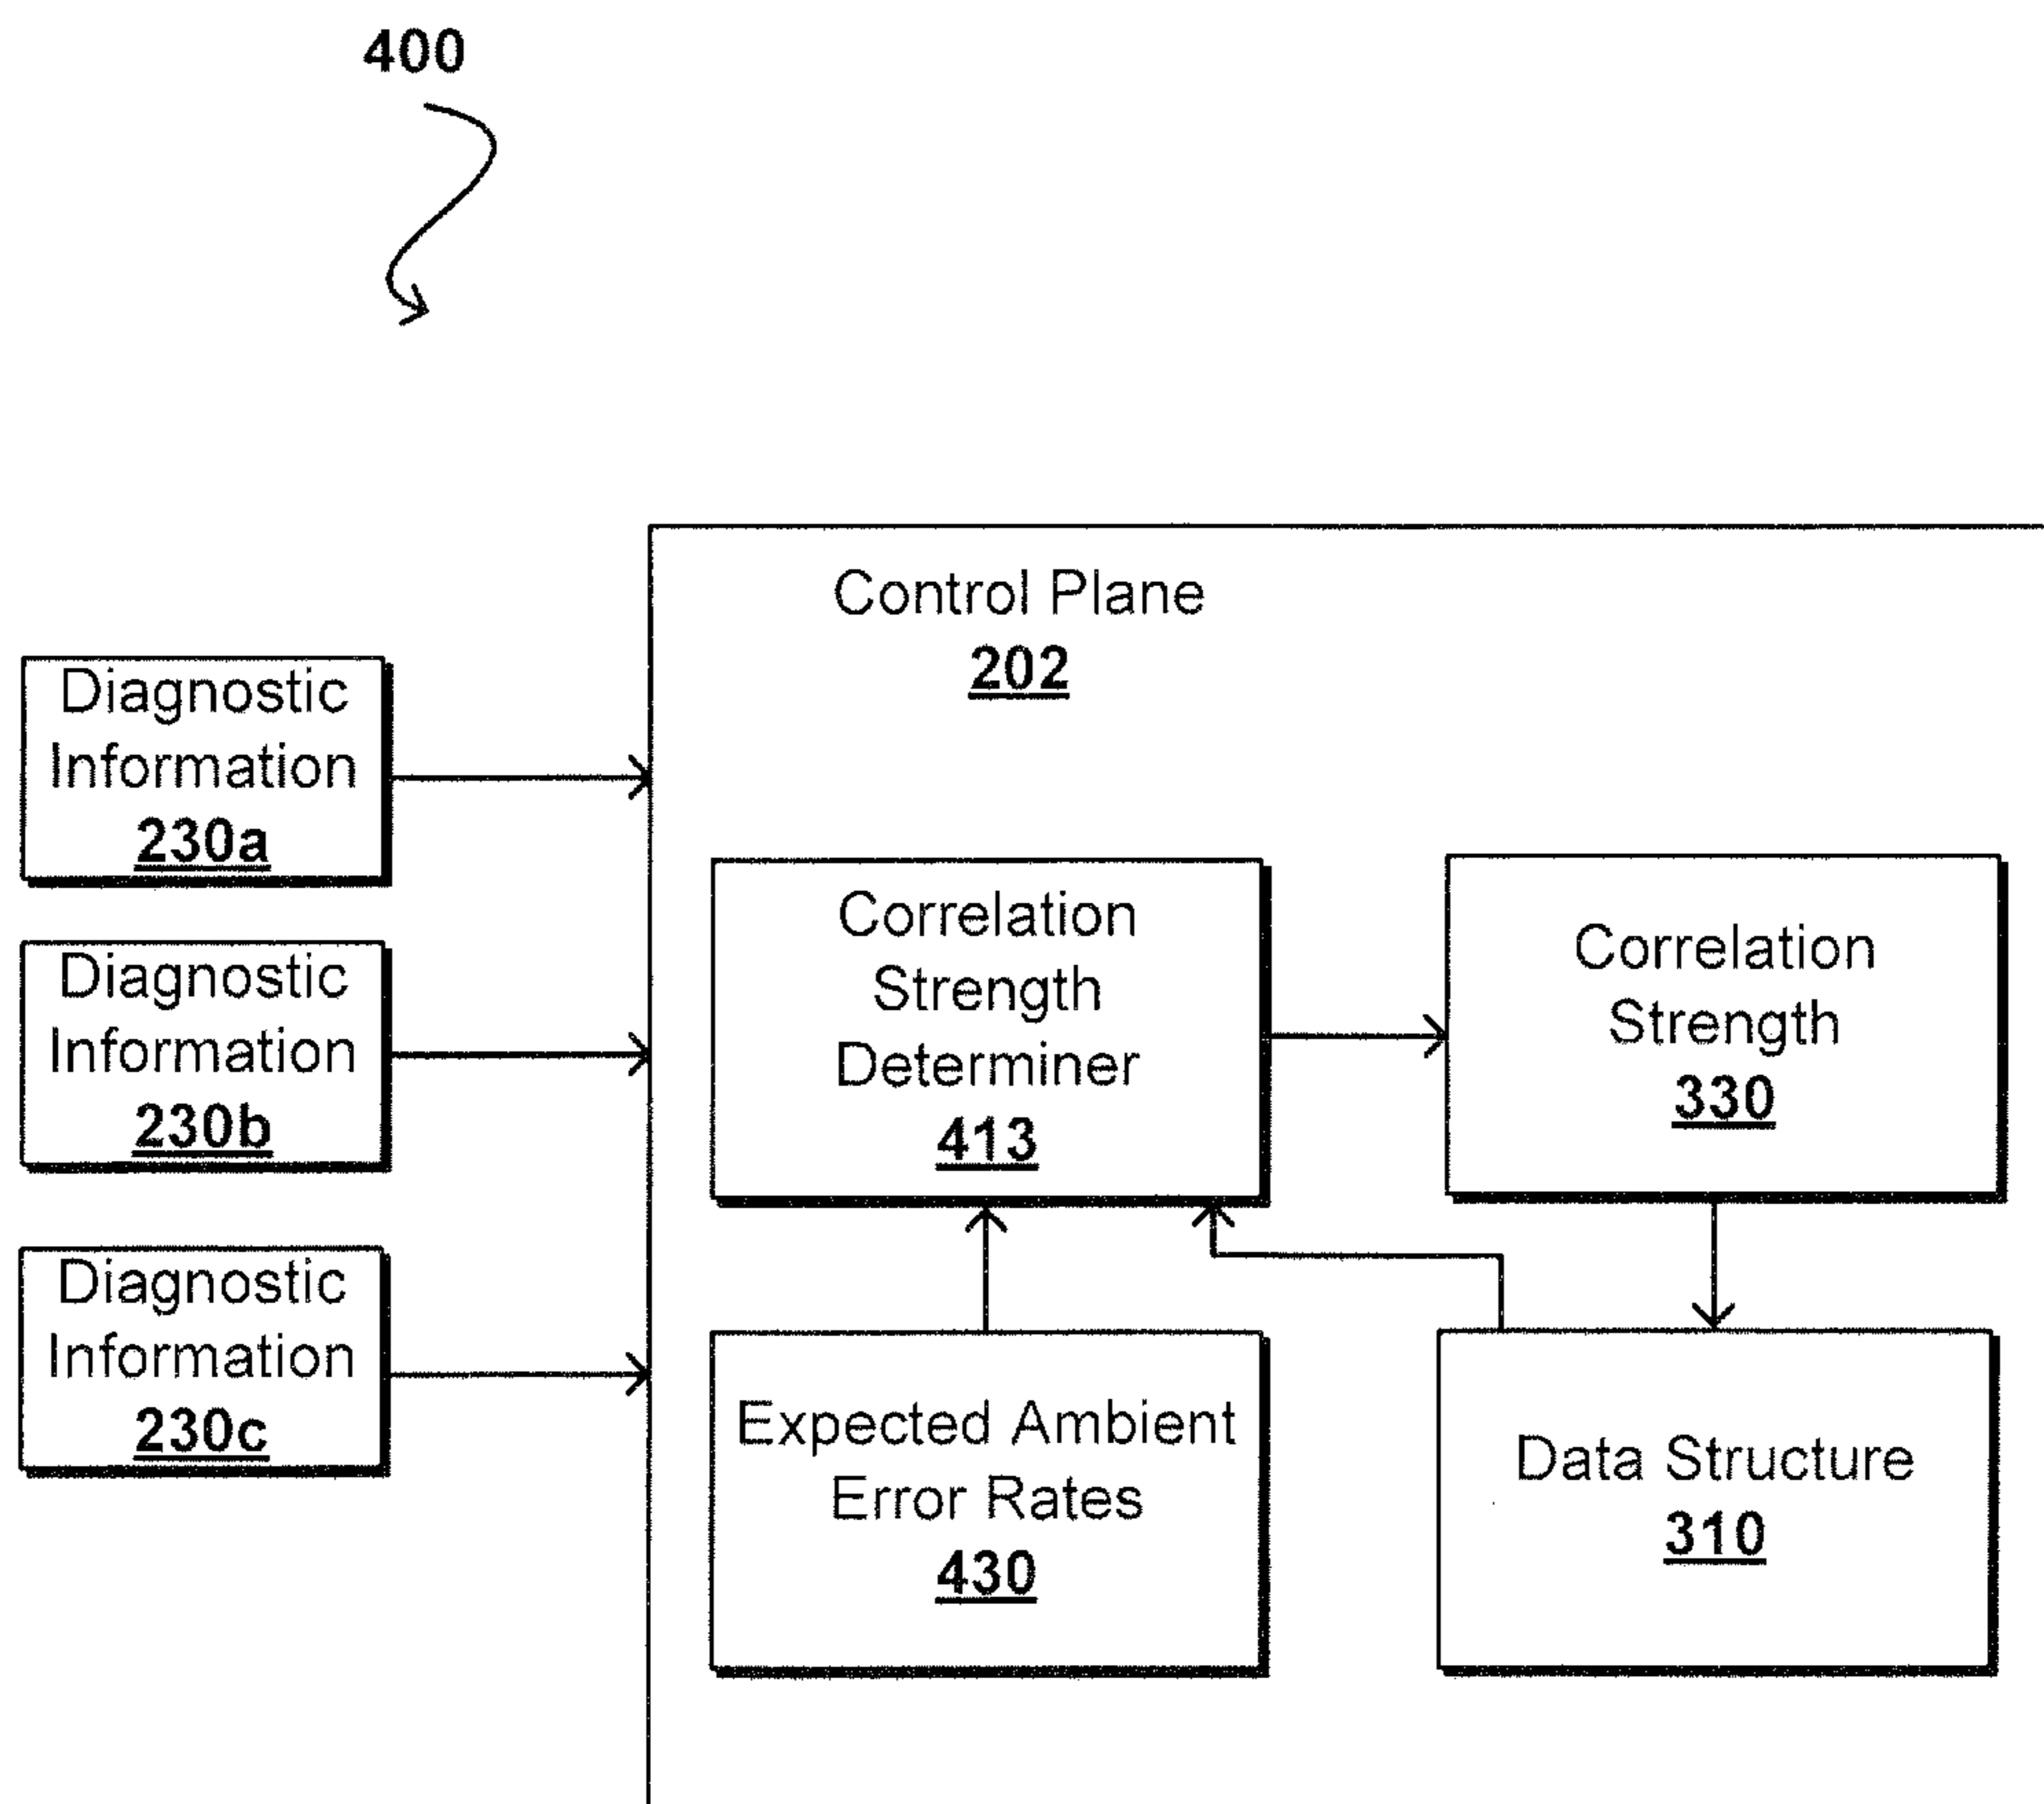 400
Control Plane
202
Diagnostic
Information
230a
Diagnostic
Information
230b
Diagnostic
Information
230c
Correlation
Strength
Determiner
413
Correlation
Strength
330
Expected Ambient
Error Rates
430
Data Structure
310